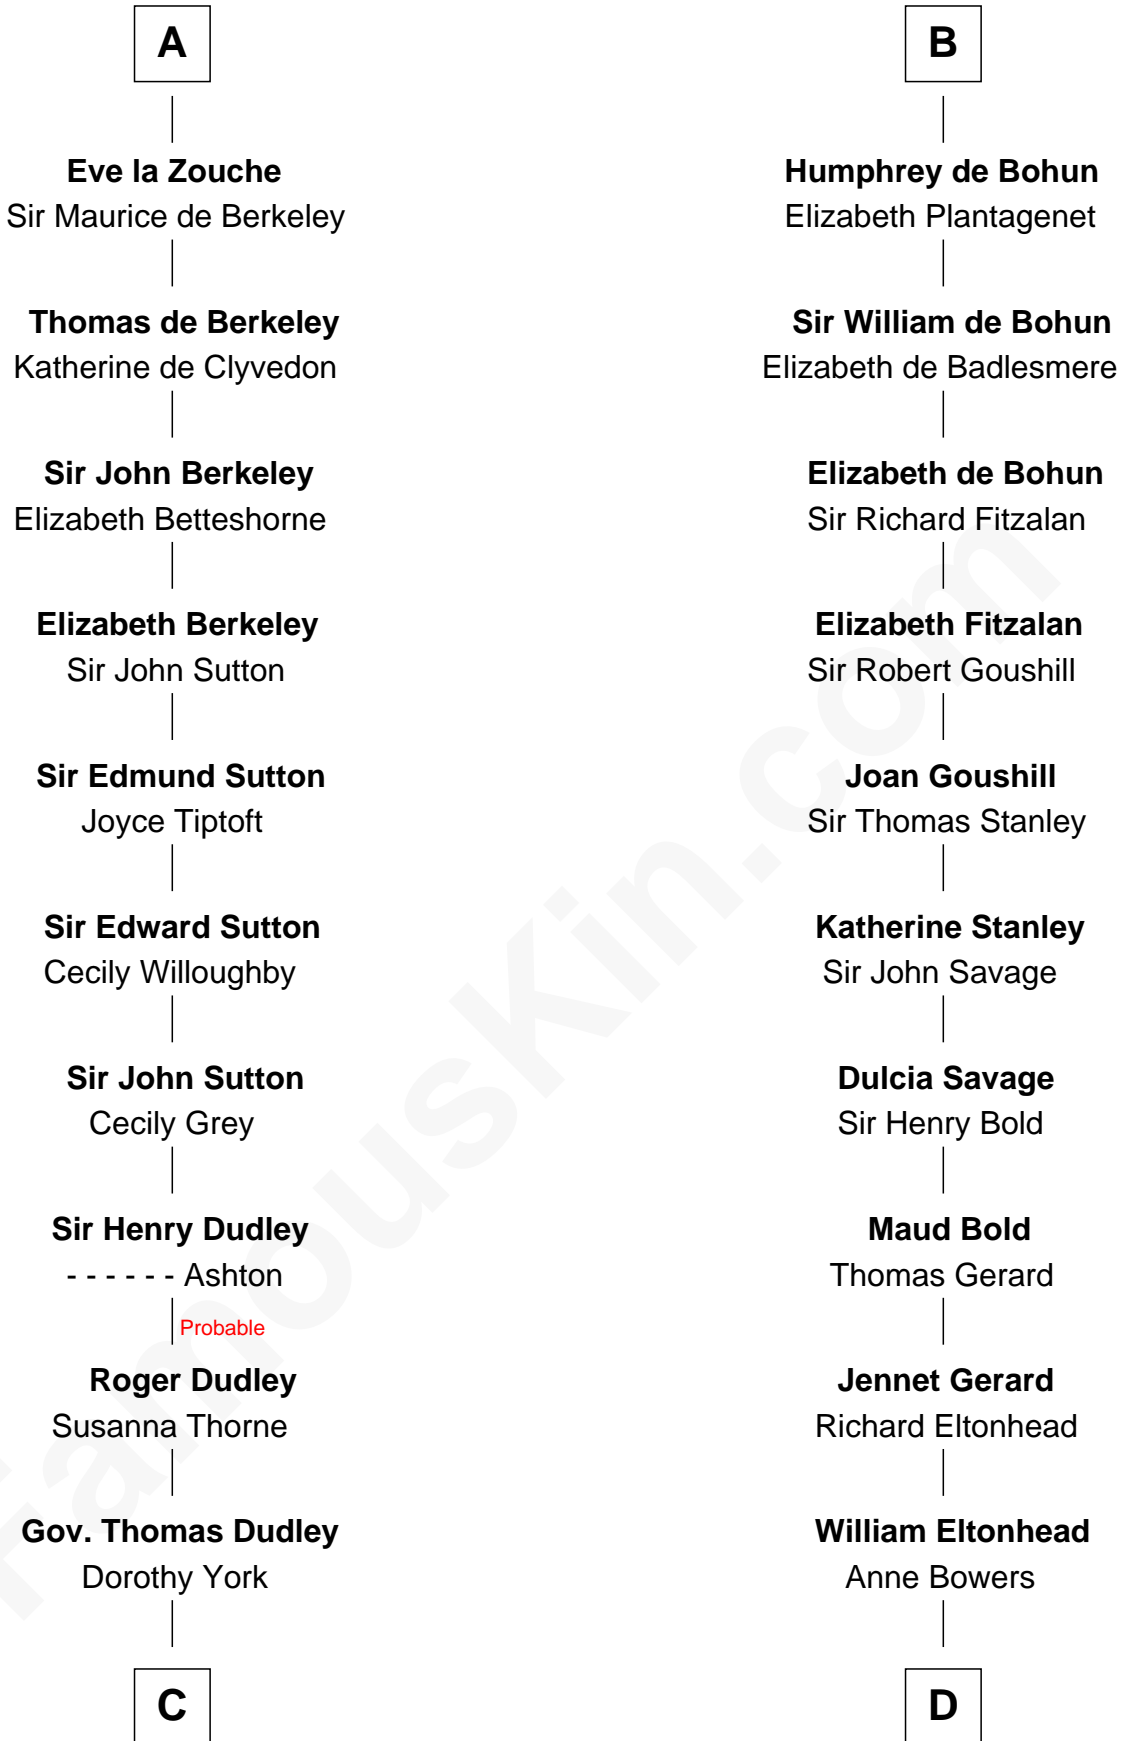 A
Eve la Zouche
Sir Maurice de Berkeley
Thomas de Berkeley
Katherine de Clyvedon
Sir John Berkeley
Elizabeth Betteshorne
Elizabeth Berkeley
Sir John Sutton
Sir Edmund Sutton
Joyce Tiptoft
Sir Edward Sutton
Cecily Willoughby
Sir John Sutton
Cecily Grey
Sir Henry Dudley
- - - - - - Ashton
Probable
Roger Dudley
Susanna Thorne
Gov. Thomas Dudley
Dorothy York
C
B
Humphrey de Bohun
Elizabeth Plantagenet
Sir William de Bohun
Elizabeth de Badlesmere
Elizabeth de Bohun
Sir Richard Fitzalan
Elizabeth Fitzalan
Sir Robert Goushill
Joan Goushill
Sir Thomas Stanley
Katherine Stanley
Sir John Savage
Dulcia Savage
Sir Henry Bold
Maud Bold
Thomas Gerard
Jennet Gerard
Richard Eltonhead
William Eltonhead
Anne Bowers
D
FamousKin.com